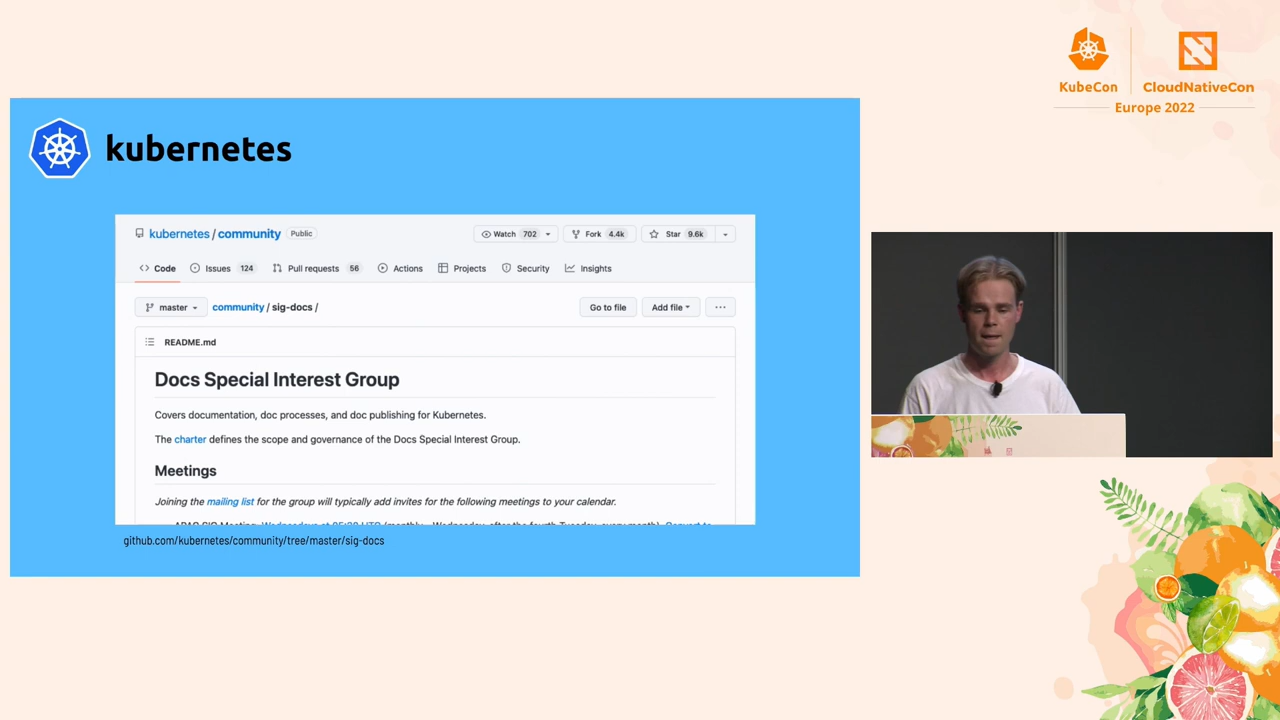 KubeCon
CloudNativeCon
Europe 2022
kubernetes
kubernetes / community Public
Watch 702
Fork 4.4k
Star 9.6k
Code
Issues 124
Pull requests 56
Actions
Projects
Security
Insights
master
community / sig-docs /
Go to file
Add file
README.md
Docs Special Interest Group
Covers documentation, doc processes, and doc publishing for Kubernetes.
The charter defines the scope and governance of the Docs Special Interest Group.
Meetings
Joining the mailing list for the group will typically add invites for the following meetings to your calendar.
github.com/kubernetes/community/tree/master/sig-docs